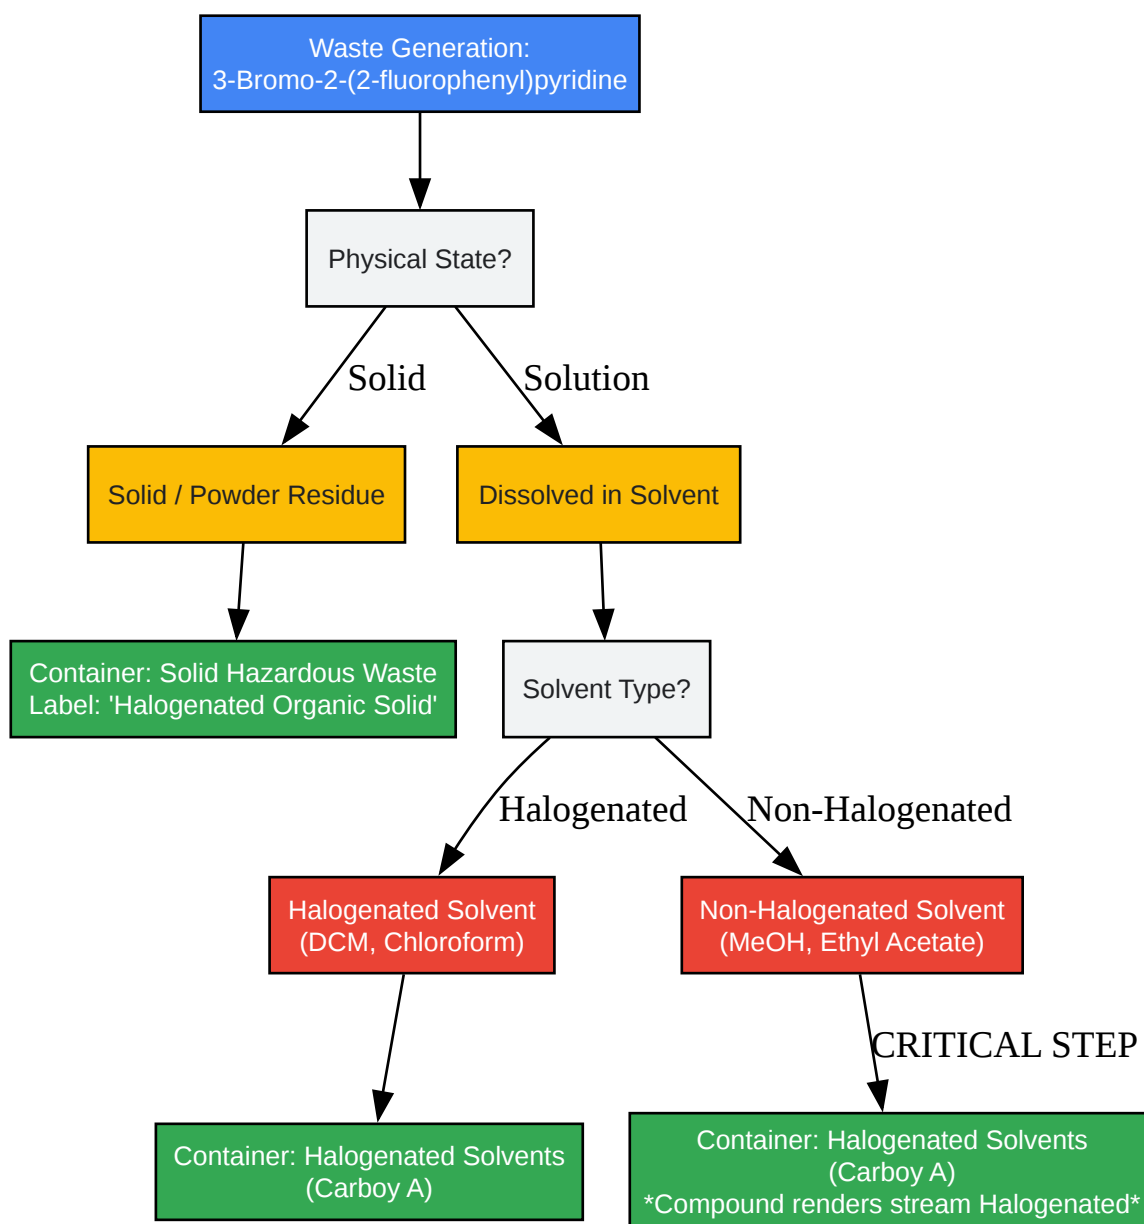 Waste Generation:
3-Bromo-2-(2-fluorophenyl)pyridine
Physical State?
Solid
Solution
Solid / Powder Residue
Dissolved in Solvent
Container: Solid Hazardous Waste
Label: 'Halogenated Organic Solid'
Solvent Type?
Halogenated
Non-Halogenated
Halogenated Solvent
(DCM, Chloroform)
Non-Halogenated Solvent
(MeOH, Ethyl Acetate)
CRITICAL STEP
Container: Halogenated Solvents
(Carboy A)
Container: Halogenated Solvents
(Carboy A)
*Compound renders stream Halogenated*